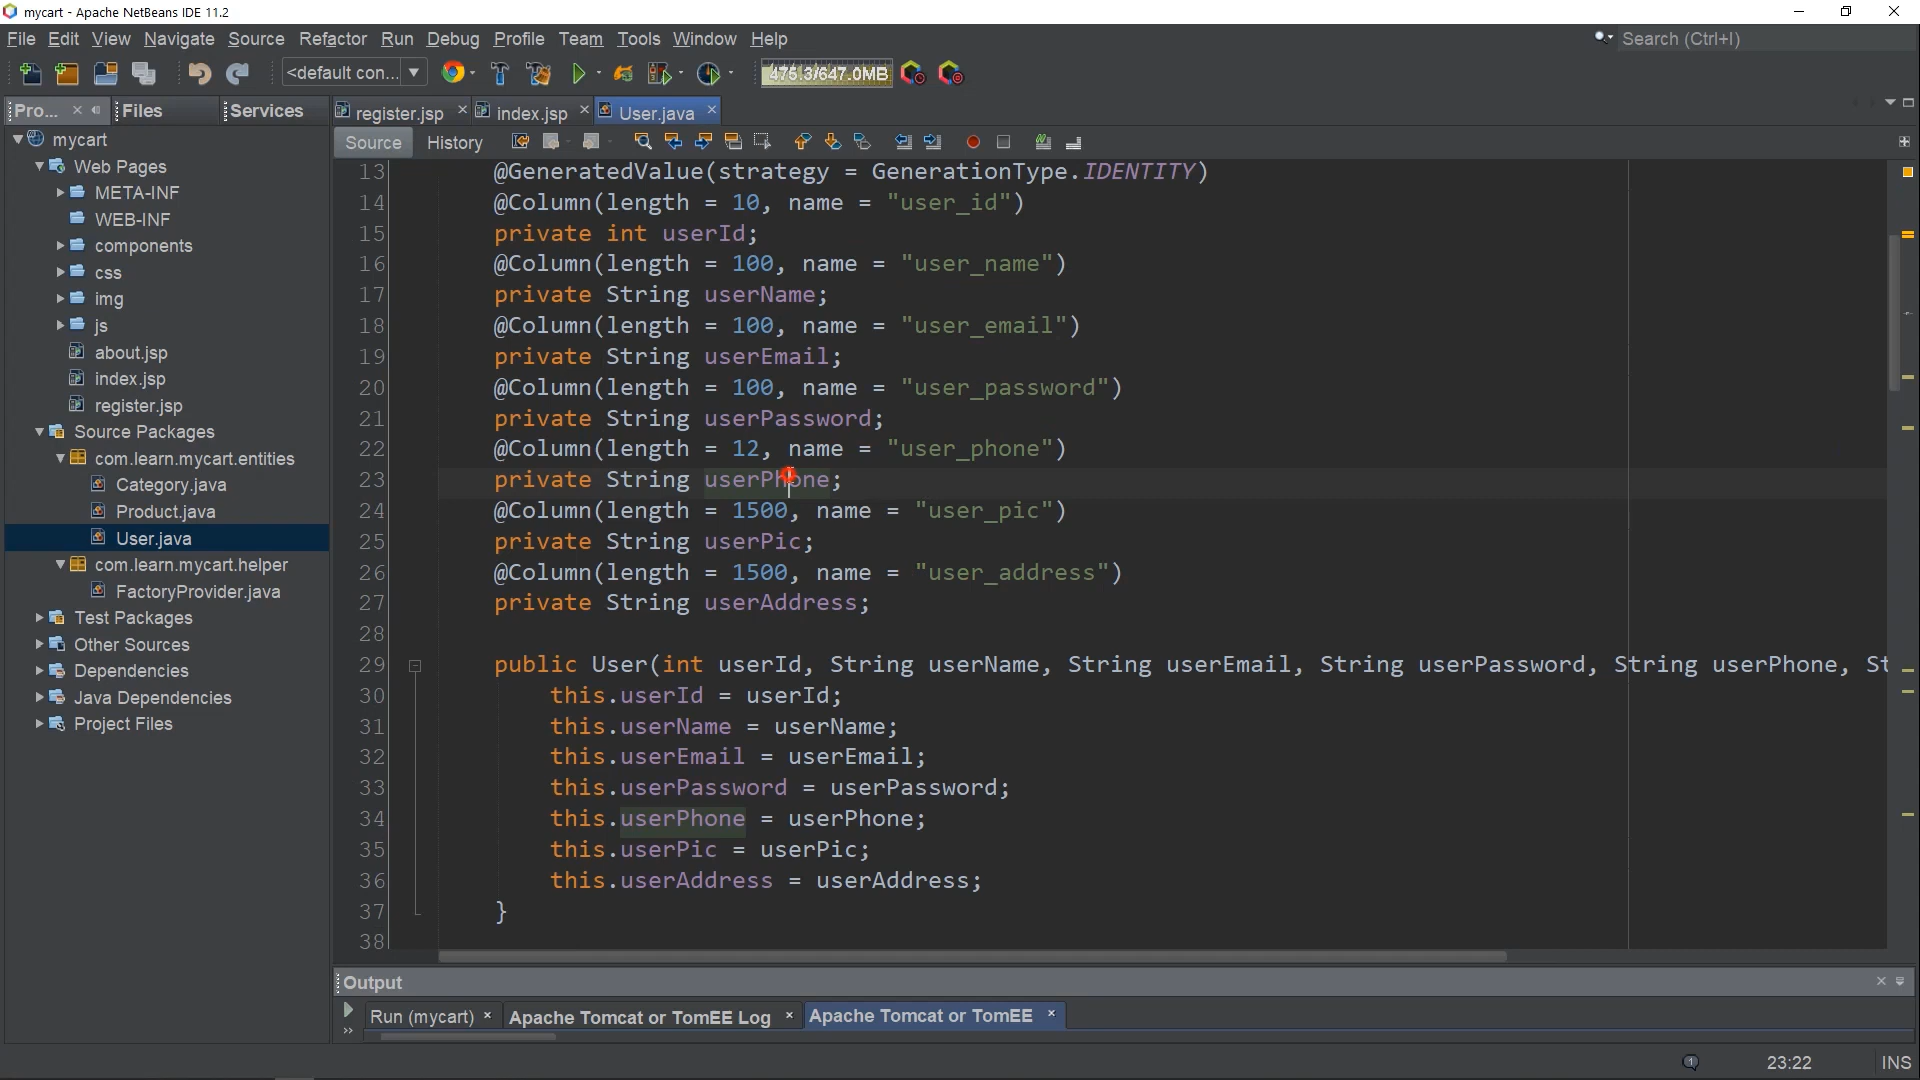 mycart - Apache NetBeans IDE 11.2
File Edit View Navigate Source Refactor Run Debug Profile Team Tools Window Help
Search (Ctrl+I)
<default con...
475.3/647.0MB
Pro...
Files
Services
register.jsp
index.jsp
User.java
Source
History
mycart
Web Pages
META-INF
WEB-INF
components
css
img
js
about.jsp
index.jsp
register.jsp
Source Packages
com.learn.mycart.entities
Category.java
Product.java
User.java
com.learn.mycart.helper
FactoryProvider.java
Test Packages
Other Sources
Dependencies
Java Dependencies
Project Files
13 @GeneratedValue(strategy = GenerationType.IDENTITY)
14 @Column(length = 10, name = "user_id")
15 private int userId;
16 @Column(length = 100, name = "user_name")
17 private String userName;
18 @Column(length = 100, name = "user_email")
19 private String userEmail;
20 @Column(length = 100, name = "user_password")
21 private String userPassword;
22 @Column(length = 12, name = "user_phone")
23 private String userPhone;
24 @Column(length = 1500, name = "user_pic")
25 private String userPic;
26 @Column(length = 1500, name = "user_address")
27 private String userAddress;
28
29 public User(int userId, String userName, String userEmail, String userPassword, String userPhone, St
30 this.userId = userId;
31 this.userName = userName;
32 this.userEmail = userEmail;
33 this.userPassword = userPassword;
34 this.userPhone = userPhone;
35 this.userPic = userPic;
36 this.userAddress = userAddress;
37 }
38
Output
Run (mycart)
Apache Tomcat or TomEE Log
Apache Tomcat or TomEE
23:22
INS